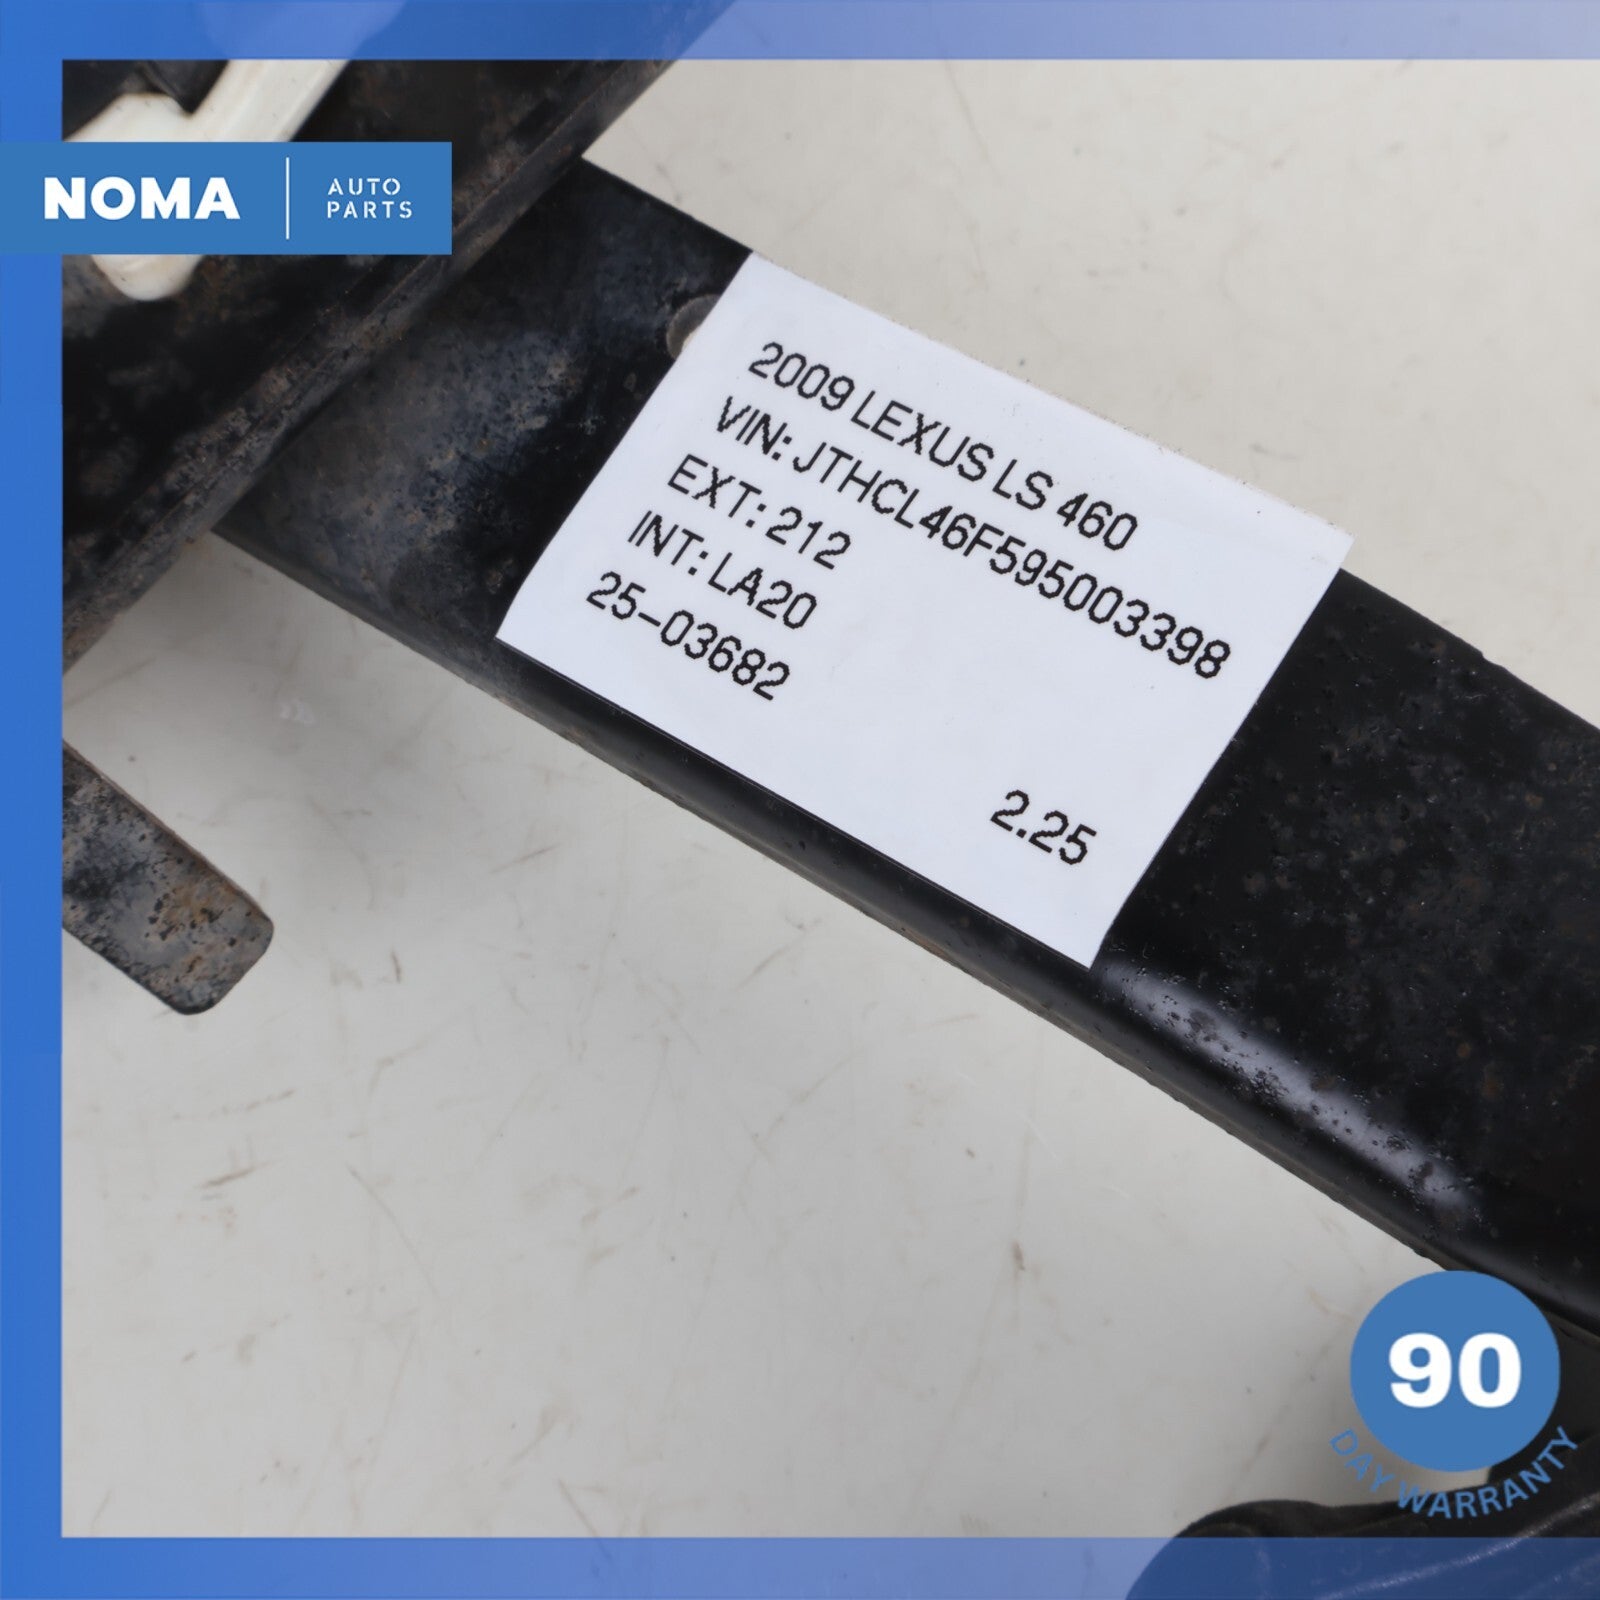 NOMA
AUTO
PARTS
2009 LEXUS LS 460
VIN: JTHCL46F595003398
EXT: 212
INT: LA20
25-03682
2.25
90
DAY WARRANTY